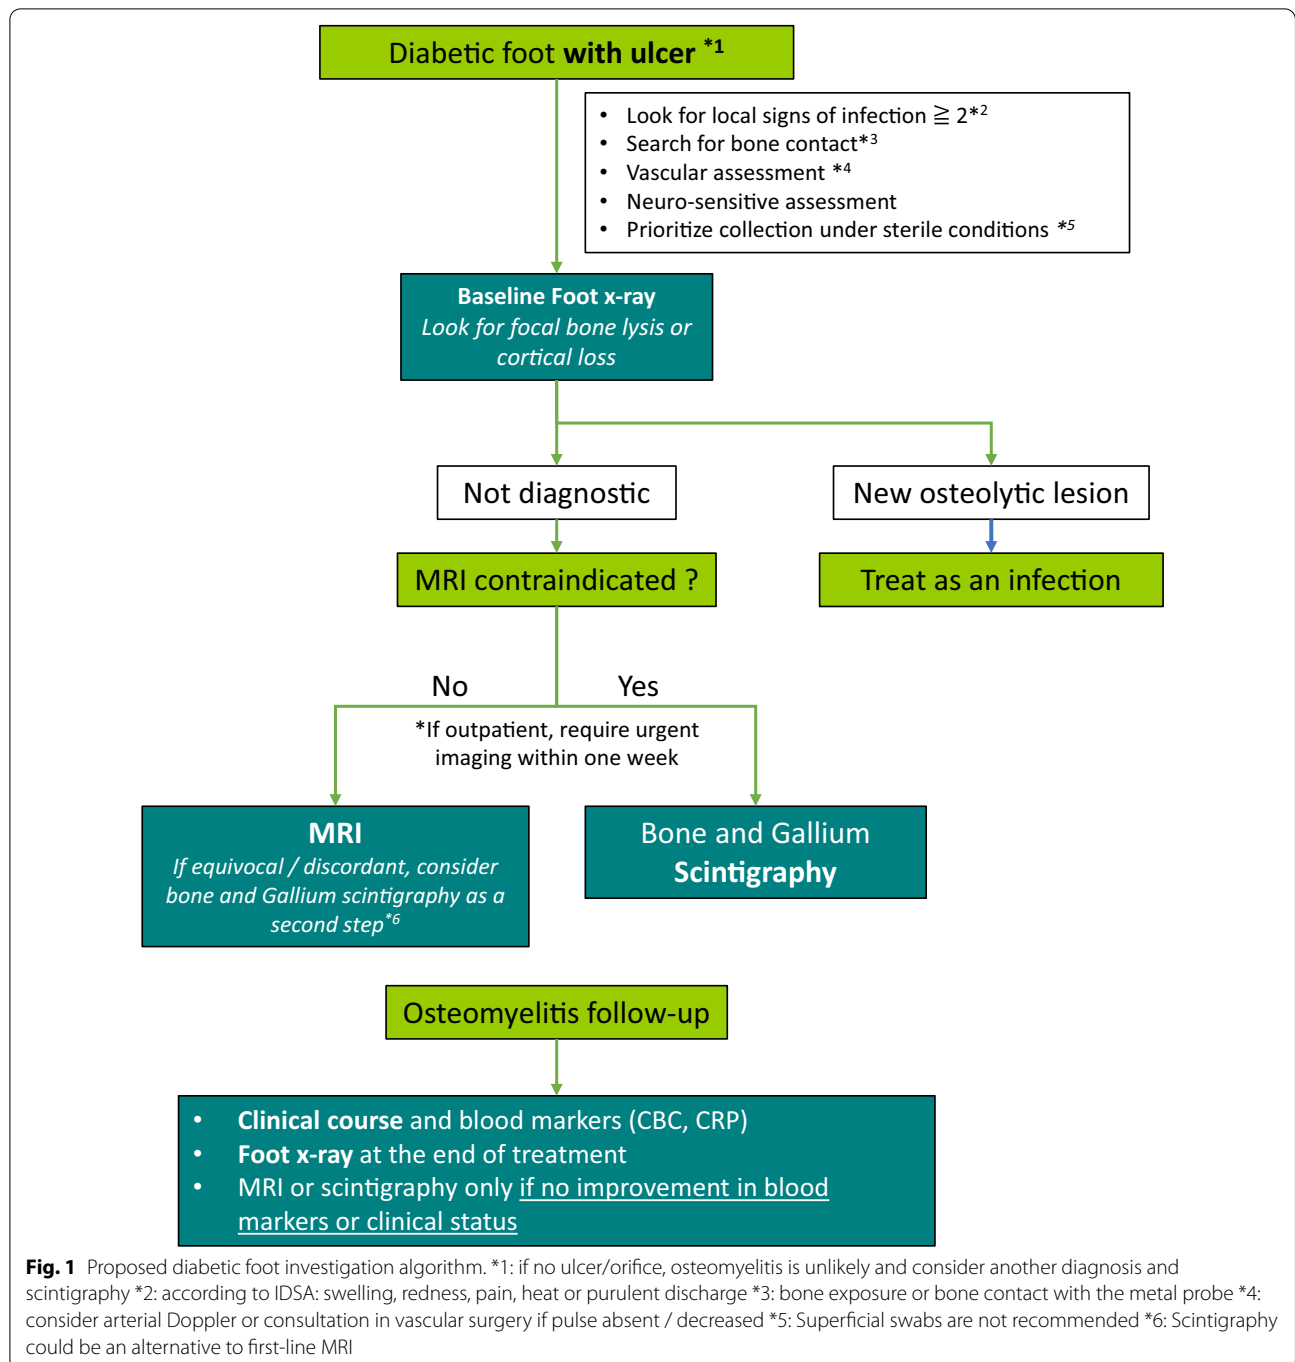 Diabetic foot with ulcer *1
• Look for local signs of infection ≧ 2*2
• Search for bone contact*3
• Vascular assessment *4
• Neuro-sensitive assessment
• Prioritize collection under sterile conditions *5
Baseline Foot x-ray
Look for focal bone lysis or
cortical loss
Not diagnostic
New osteolytic lesion
MRI contraindicated ?
Treat as an infection
No
Yes
*If outpatient, require urgent
imaging within one week
MRI
If equivocal / discordant, consider
bone and Gallium scintigraphy as a
second step*6
Bone and Gallium
Scintigraphy
Osteomyelitis follow-up
• Clinical course and blood markers (CBC, CRP)
• Foot x-ray at the end of treatment
• MRI or scintigraphy only if no improvement in blood
markers or clinical status
Fig. 1 Proposed diabetic foot investigation algorithm. *1: if no ulcer/orifice, osteomyelitis is unlikely and consider another diagnosis and
scintigraphy *2: according to IDSA: swelling, redness, pain, heat or purulent discharge *3: bone exposure or bone contact with the metal probe *4:
consider arterial Doppler or consultation in vascular surgery if pulse absent / decreased *5: Superficial swabs are not recommended *6: Scintigraphy
could be an alternative to first-line MRI